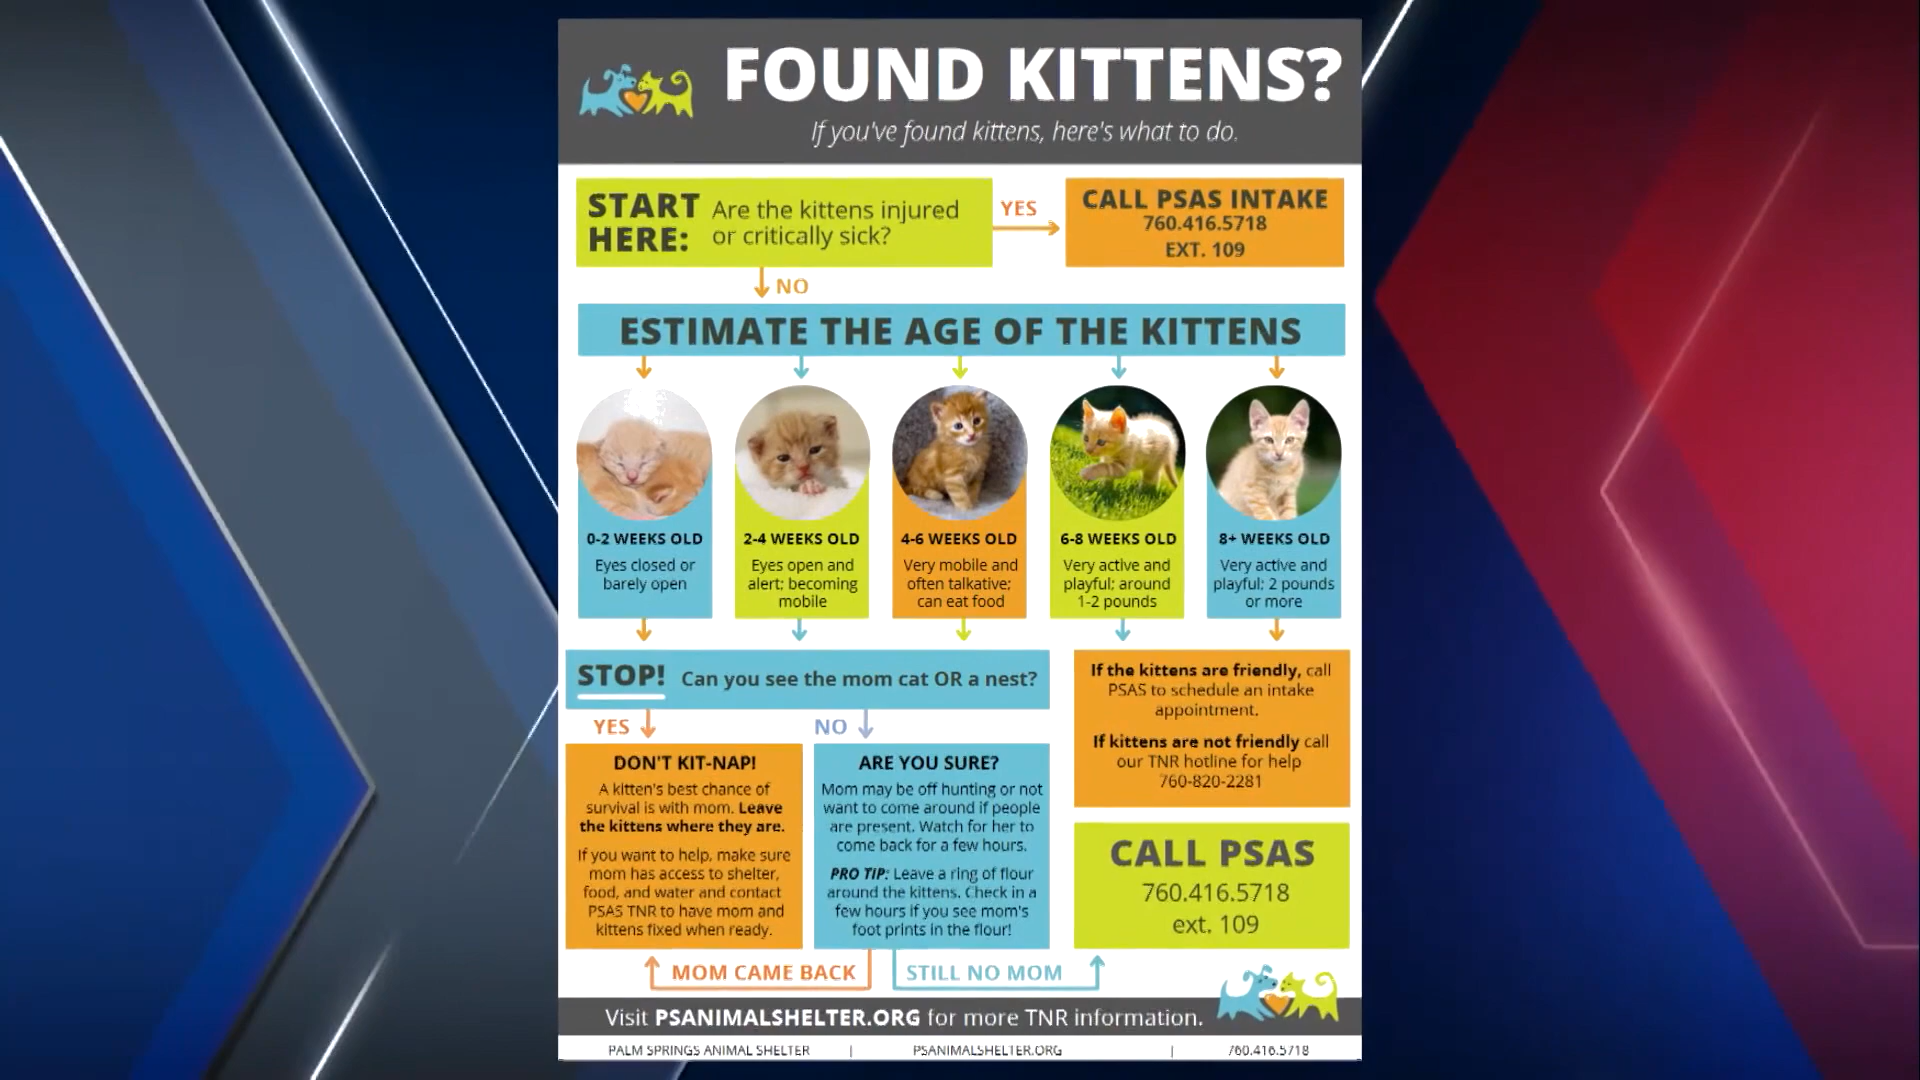 FOUND KITTENS?
If you've found kittens, here's what to do.
START
HERE:
Are the kittens injured
or critically sick?
YES
CALL PSAS INTAKE
760.416.5718
EXT. 109
NO
ESTIMATE THE AGE OF THE KITTENS
0-2 WEEKS OLD
Eyes closed or
barely open
2-4 WEEKS OLD
Eyes open and
alert; becoming
mobile
4-6 WEEKS OLD
Very mobile and
often talkative;
can eat food
6-8 WEEKS OLD
Very active and
playful; around
1-2 pounds
8+ WEEKS OLD
Very active and
playful; 2 pounds
or more
STOP! Can you see the mom cat OR a nest?
YES
NO
DON'T KIT-NAP!
A kitten's best chance of
survival is with mom. Leave
the kittens where they are.
If you want to help, make sure
mom has access to shelter,
food, and water and contact
PSAS TNR to have mom and
kittens fixed when ready.
ARE YOU SURE?
Mom may be off hunting or not
want to come around if people
are present. Watch for her to
come back for a few hours.
PRO TIP: Leave a ring of flour
around the kittens. Check in a
few hours if you see mom's
foot prints in the flour!
If the kittens are friendly, call
PSAS to schedule an intake
appointment.
If kittens are not friendly call
our TNR hotline for help
760-820-2281
CALL PSAS
760.416.5718
ext. 109
MOM CAME BACK
STILL NO MOM
Visit PSANIMALSHELTER.ORG for more TNR information.
PALM SPRINGS ANIMAL SHELTER | PSANIMALSHELTER.ORG | 760.416.5718